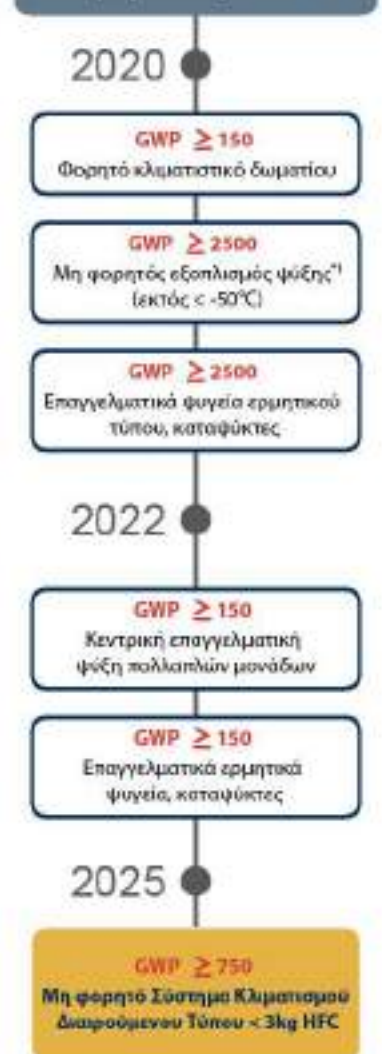 2020
GWP ≥ 150
Φορητό κλιματιστικό δωματίου
GWP ≥ 2500
Μη φορητός εξοπλισμός ψύξης*¹
(εκτός < -50°C)
GWP ≥ 2500
Επαγγελματικά ψυγεία ερμητικού
τύπου, καταψύκτες
2022
GWP ≥ 150
Κεντρική επαγγελματική
ψύξη πολλαπλών μονάδων
GWP ≥ 150
Επαγγελματικά ερμητικά
ψυγεία, καταψύκτες
2025
GWP ≥ 750
Μη φορητό Σύστημα Κλιματισμού
Διαιρούμενου Τύπου < 3kg HFC